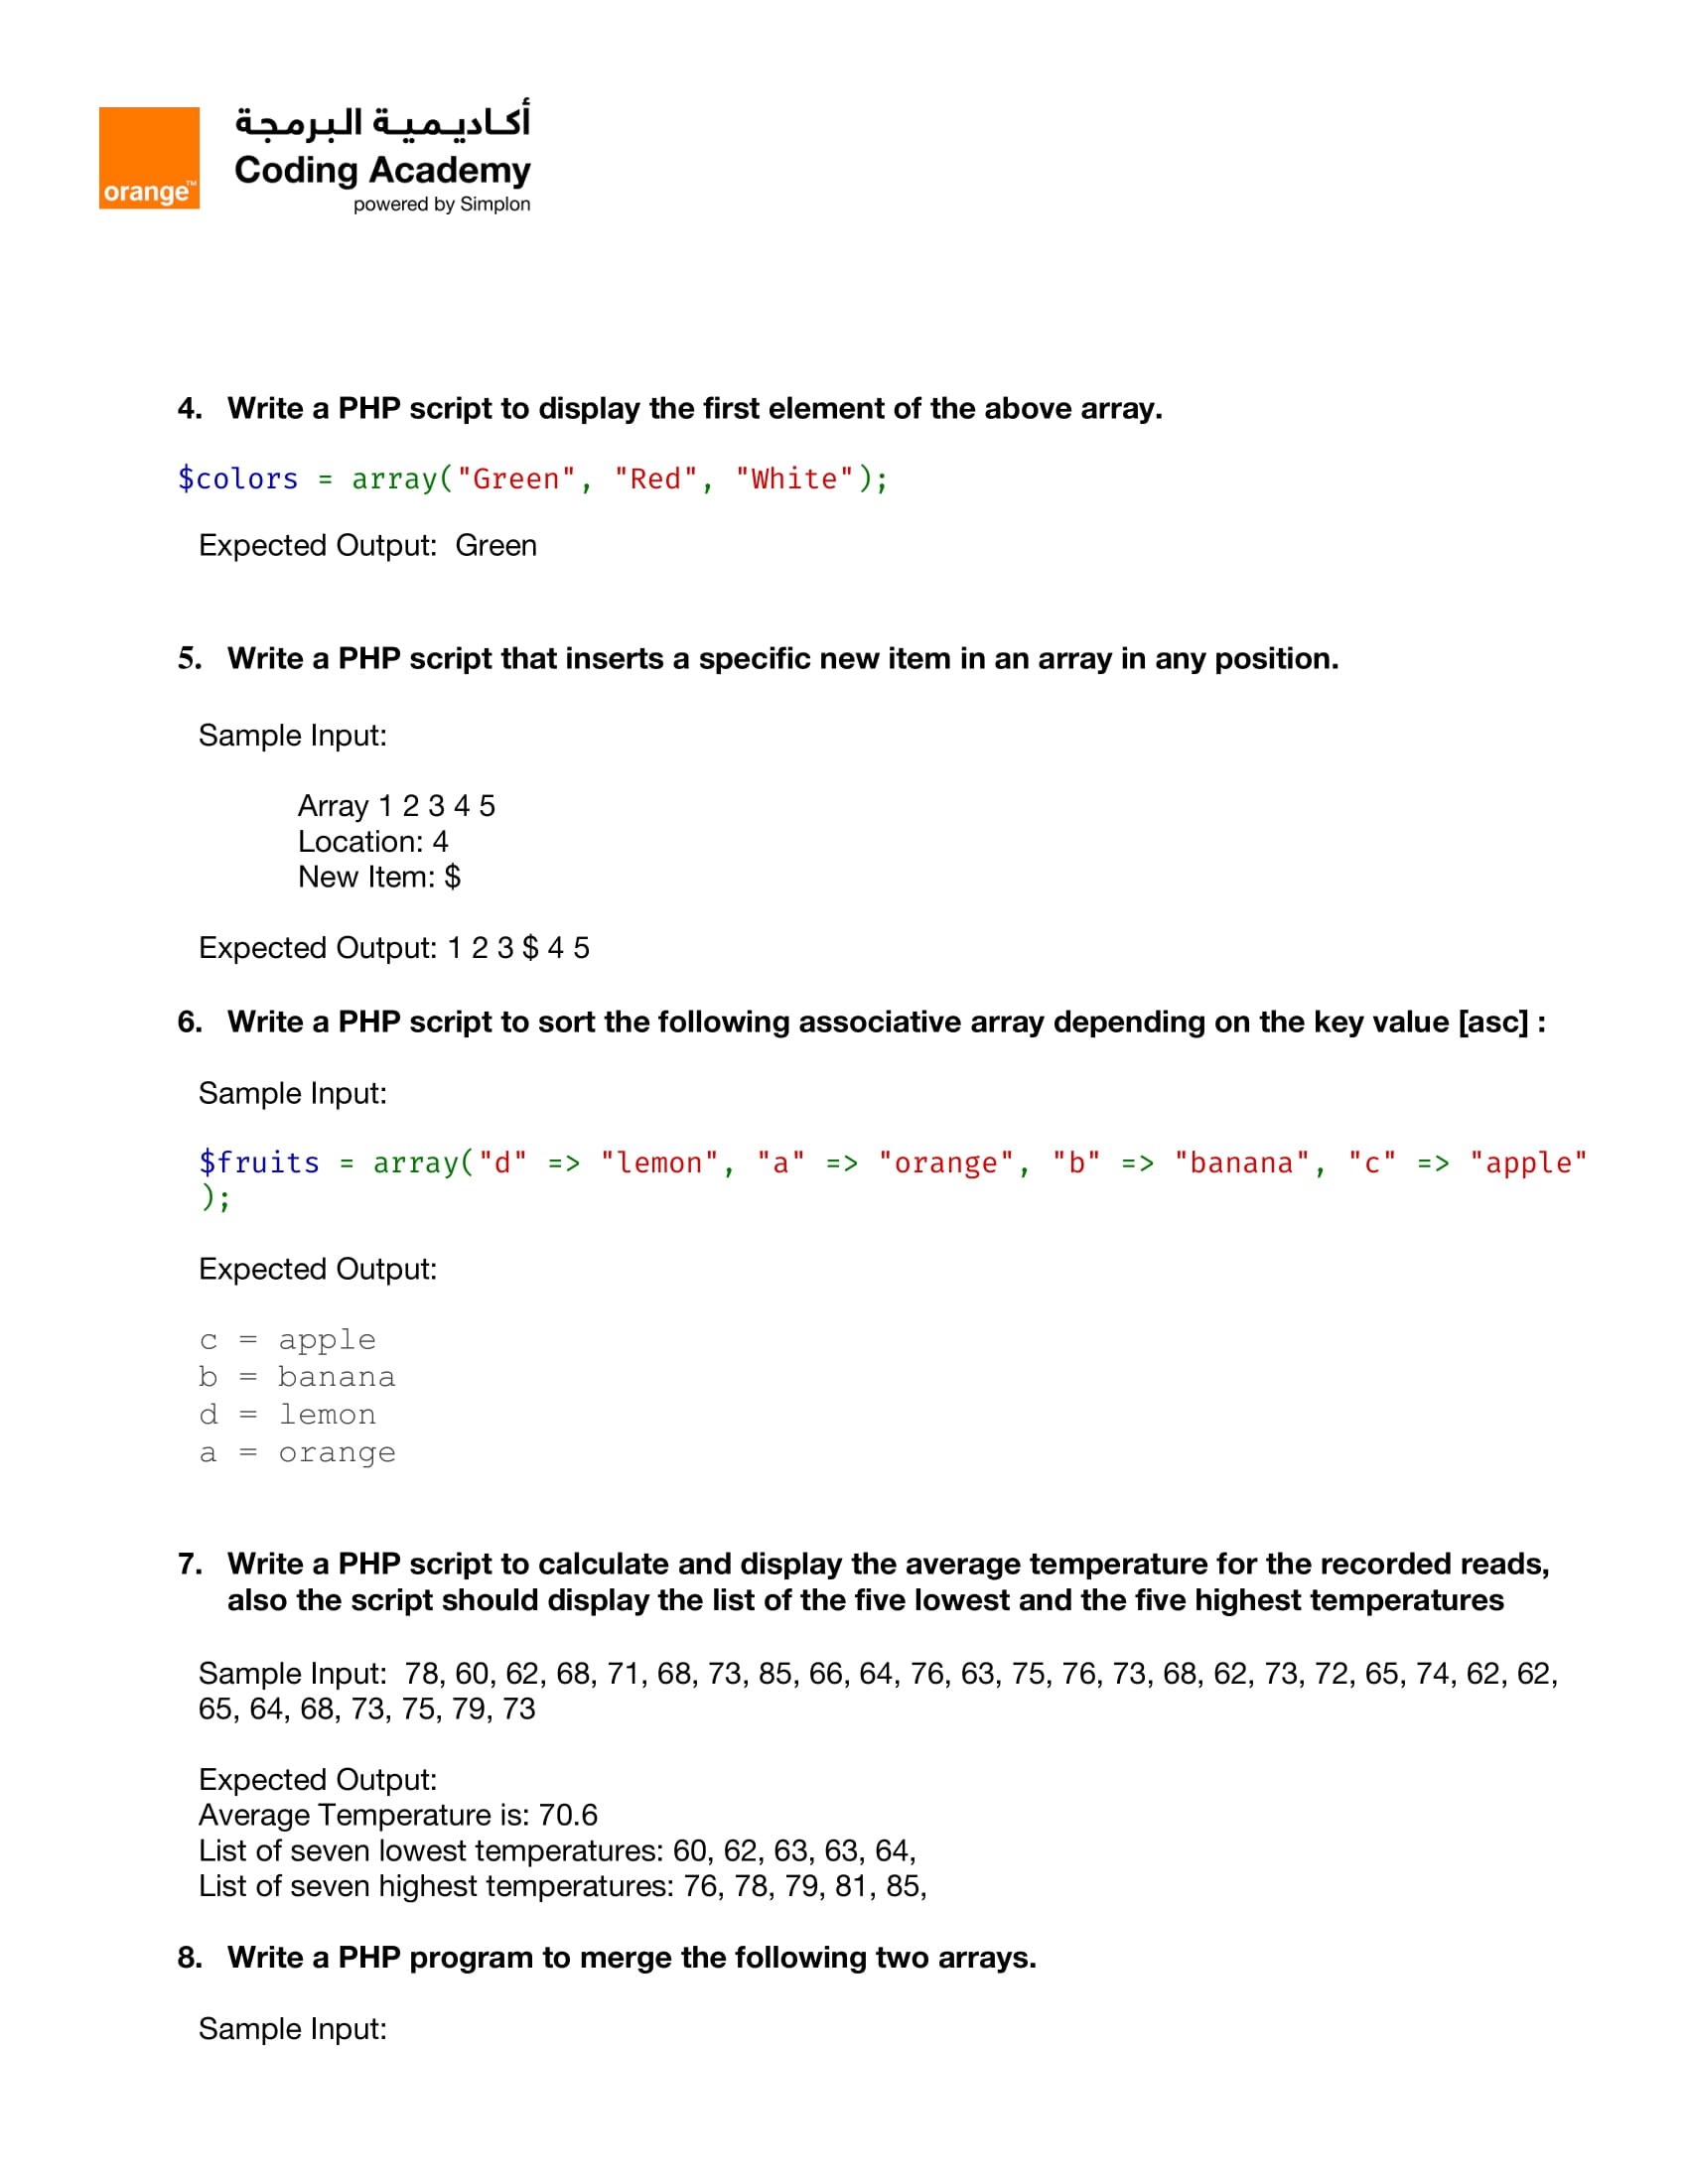 أكاديمية البرمجة
Coding Academy
powered by Simplon
orange™
4. Write a PHP script to display the first element of the above array.
$colors = array("Green", "Red", "White");
Expected Output: Green
5. Write a PHP script that inserts a specific new item in an array in any position.
Sample Input:
Array 1 2 3 4 5
Location: 4
New Item: $
Expected Output: 1 2 3 $ 4 5
6. Write a PHP script to sort the following associative array depending on the key value [asc] :
Sample Input:
$fruits = array("d" => "lemon", "a" => "orange", "b" => "banana", "c" => "apple"
);
Expected Output:
c = apple
b = banana
d = lemon
a = orange
7. Write a PHP script to calculate and display the average temperature for the recorded reads,
also the script should display the list of the five lowest and the five highest temperatures
Sample Input: 78, 60, 62, 68, 71, 68, 73, 85, 66, 64, 76, 63, 75, 76, 73, 68, 62, 73, 72, 65, 74, 62, 62,
65, 64, 68, 73, 75, 79, 73
Expected Output:
Average Temperature is: 70.6
List of seven lowest temperatures: 60, 62, 63, 63, 64,
List of seven highest temperatures: 76, 78, 79, 81, 85,
8. Write a PHP program to merge the following two arrays.
Sample Input: